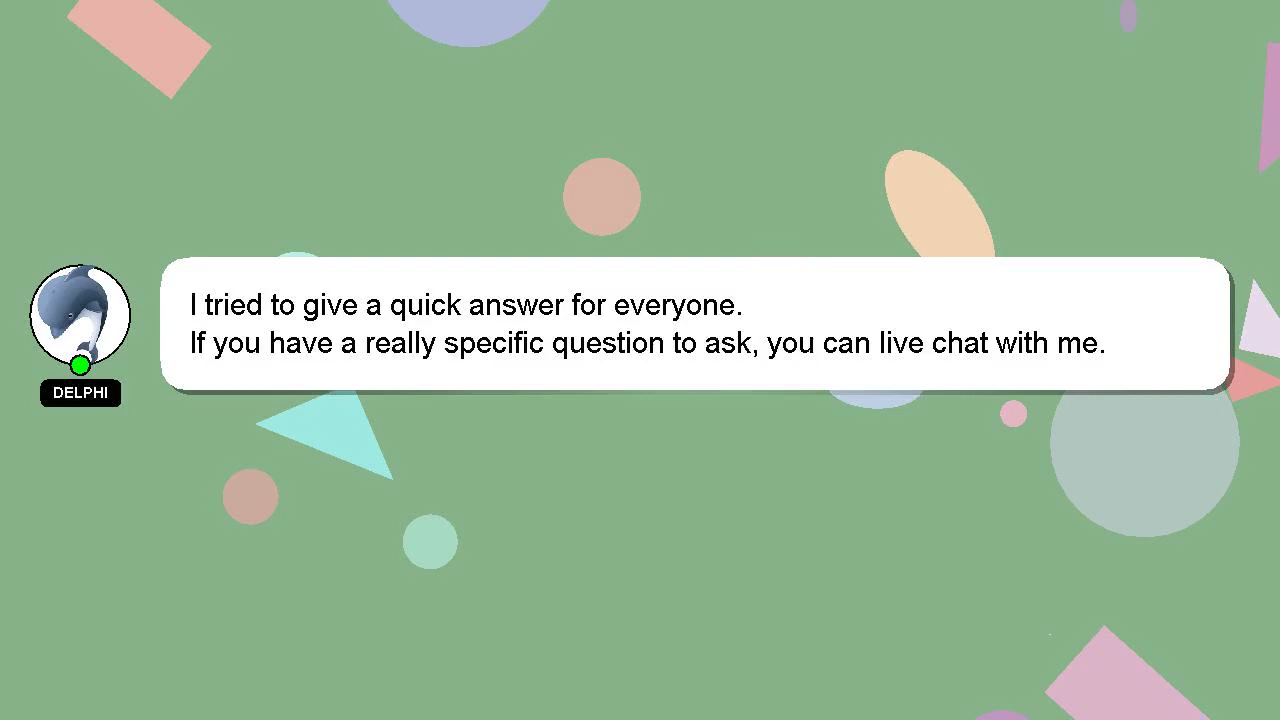 I tried to give a quick answer for everyone.
If you have a really specific question to ask, you can live chat with me.
DELPHI